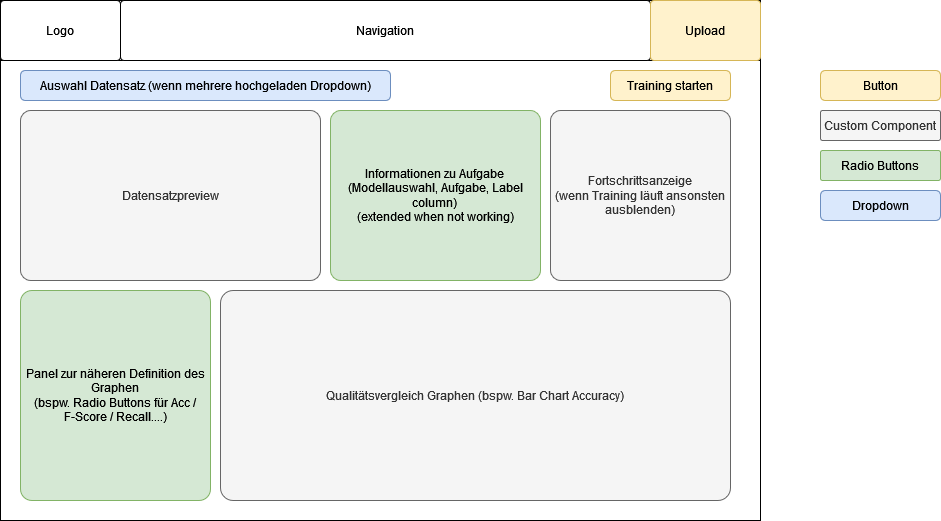 Logo
Navigation
Upload
Auswahl Datensatz (wenn mehrere hochgeladen Dropdown)
Training starten
Button
Custom Component
Radio Buttons
Dropdown
Datensatzpreview
Informationen zu Aufgabe
(Modellauswahl, Aufgabe, Label
column)
(extended when not working)
Fortschrittsanzeige
(wenn Training läuft ansonsten
ausblenden)
Panel zur näheren Definition des
Graphen
(bspw. Radio Buttons für Acc /
F-Score / Recall....)
Qualitätsvergleich Graphen (bspw. Bar Chart Accuracy)